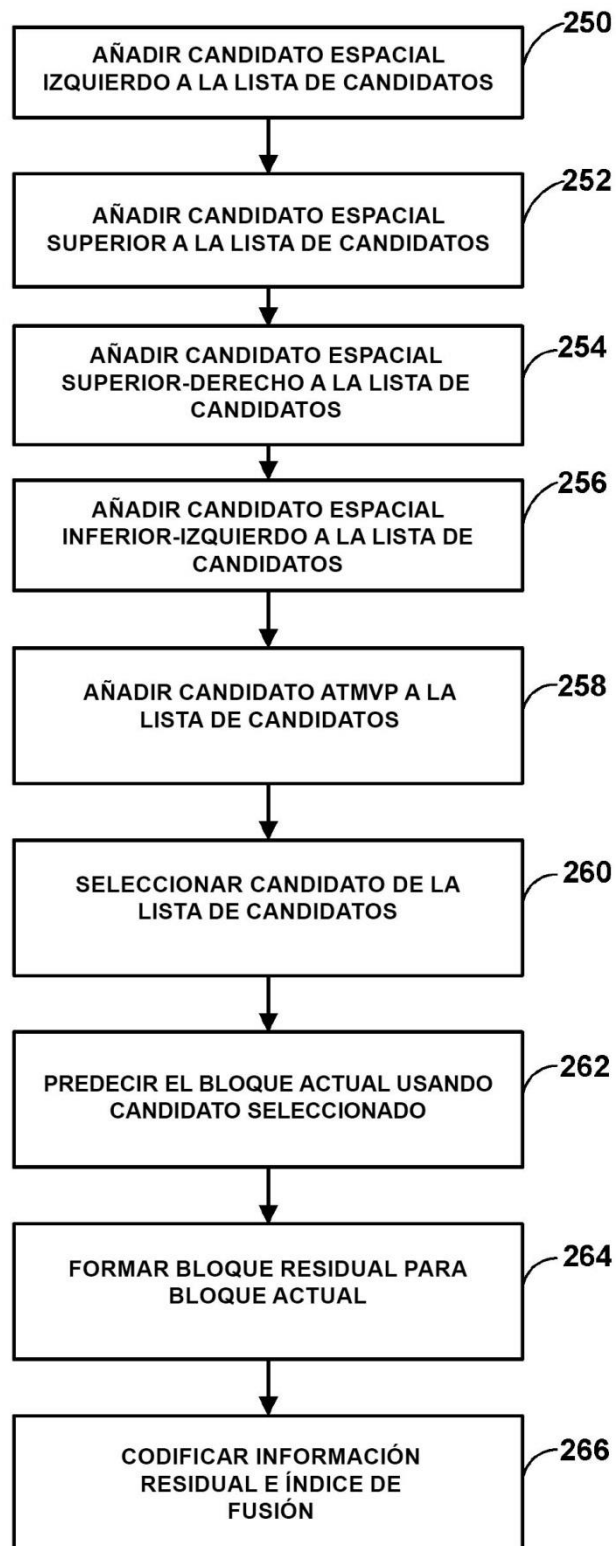 250
AÑADIR CANDIDATO ESPACIAL
IZQUIERDO A LA LISTA DE CANDIDATOS
252
AÑADIR CANDIDATO ESPACIAL
SUPERIOR A LA LISTA DE CANDIDATOS
254
AÑADIR CANDIDATO ESPACIAL
SUPERIOR-DERECHO A LA LISTA DE
CANDIDATOS
256
AÑADIR CANDIDATO ESPACIAL
INFERIOR-IZQUIERDO A LA LISTA DE
CANDIDATOS
258
AÑADIR CANDIDATO ATMVP A LA
LISTA DE CANDIDATOS
260
SELECCIONAR CANDIDATO DE LA
LISTA DE CANDIDATOS
262
PREDECIR EL BLOQUE ACTUAL USANDO
CANDIDATO SELECCIONADO
264
FORMAR BLOQUE RESIDUAL PARA
BLOQUE ACTUAL
266
CODIFICAR INFORMACIÓN
RESIDUAL E ÍNDICE DE
FUSIÓN